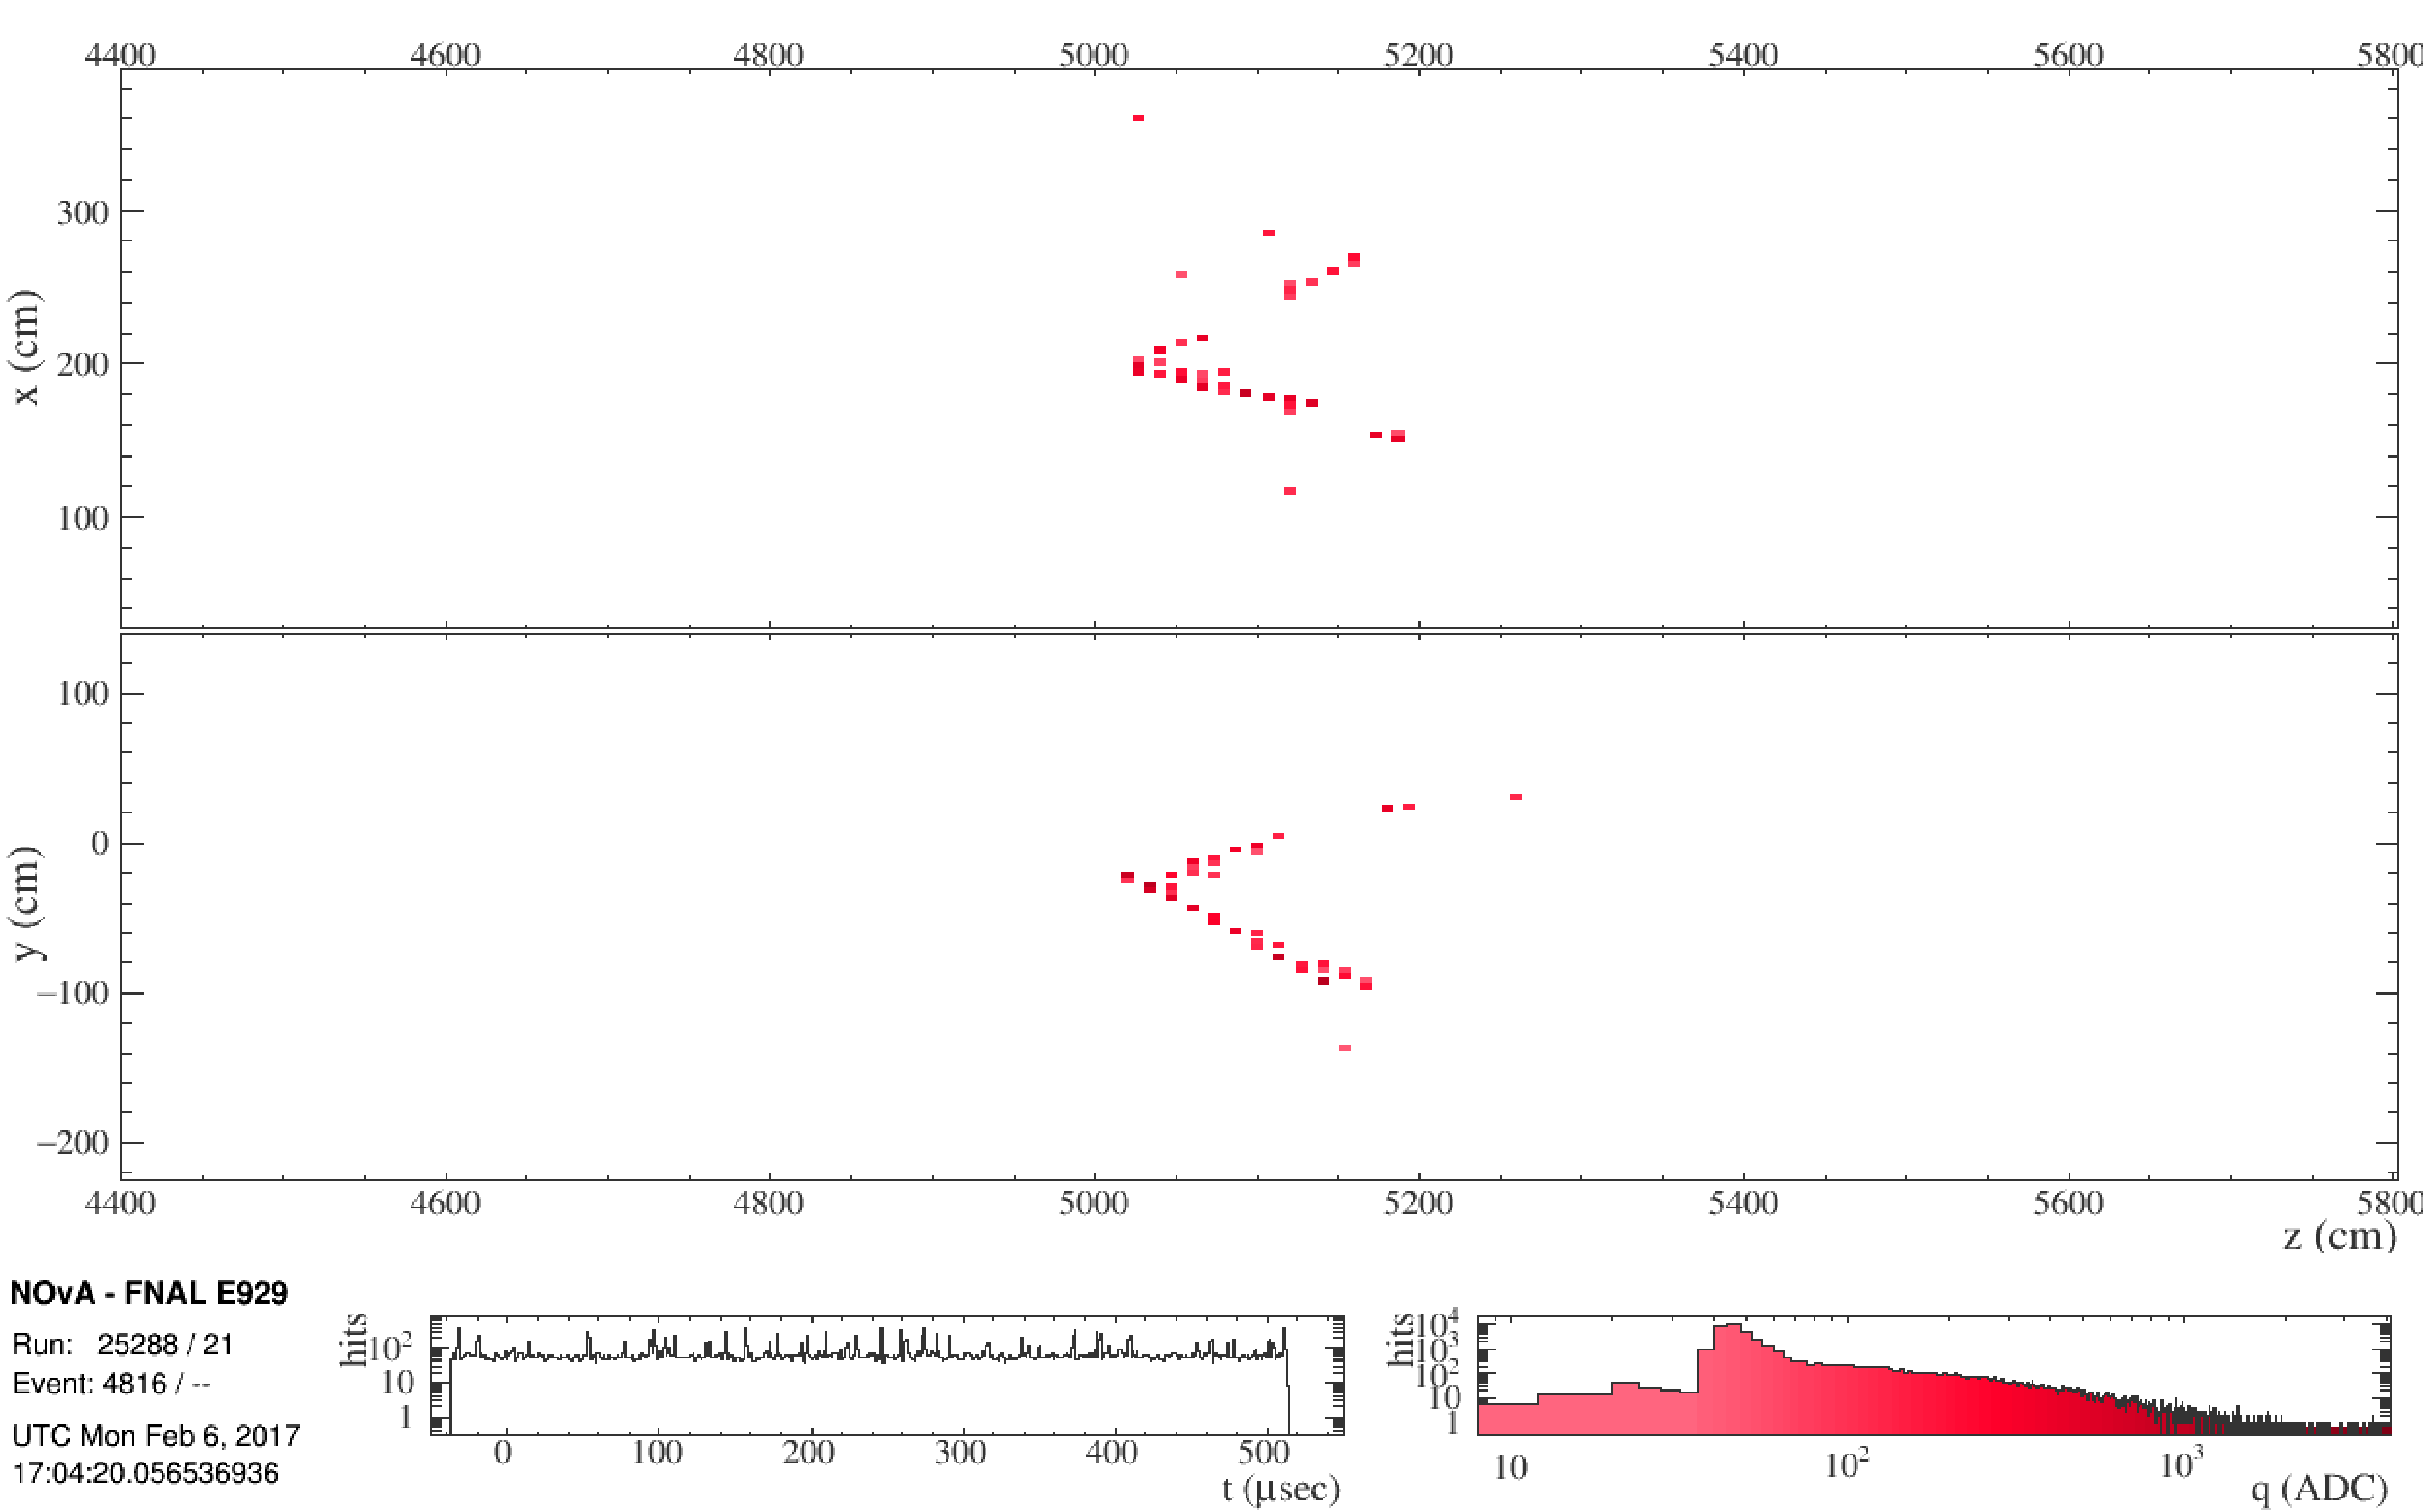 4400 4600 4800 5000 5200 5400 5600 5800
x (cm)
300
200
100
y (cm)
100
0
−100
−200
4400 4600 4800 5000 5200 5400 5600 5800
z (cm)
NOvA - FNAL E929
Run: 25288 / 21
Event: 4816 / --
UTC Mon Feb 6, 2017
17:04:20.056536936
hits
10²
10
1
0 100 200 300 400 500
t (μsec)
hits
10⁴
10³
10²
10
1
10 10² 10³
q (ADC)